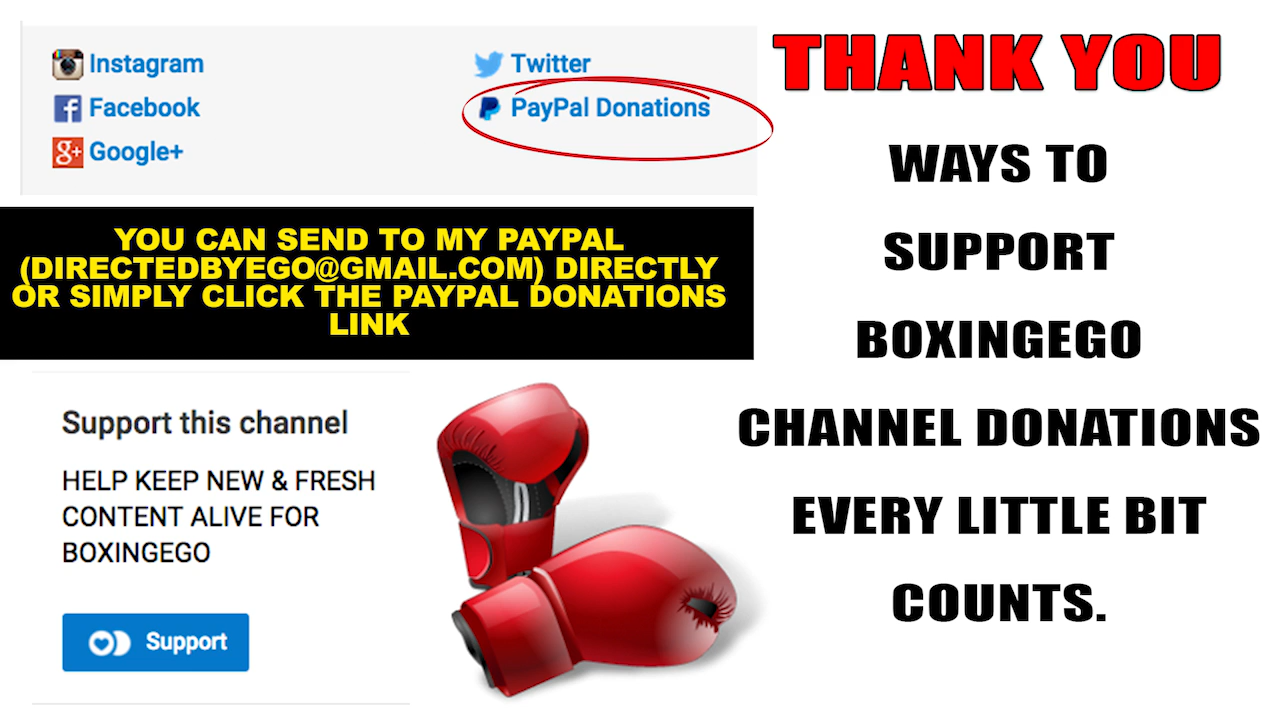 Instagram
Twitter
Facebook
PayPal Donations
Google+
YOU CAN SEND TO MY PAYPAL
(DIRECTEDBYEGO@GMAIL.COM) DIRECTLY
OR SIMPLY CLICK THE PAYPAL DONATIONS
LINK
Support this channel
HELP KEEP NEW & FRESH
CONTENT ALIVE FOR
BOXINGEGO
Support
THANK YOU
WAYS TO
SUPPORT
BOXINGEGO
CHANNEL DONATIONS
EVERY LITTLE BIT
COUNTS.